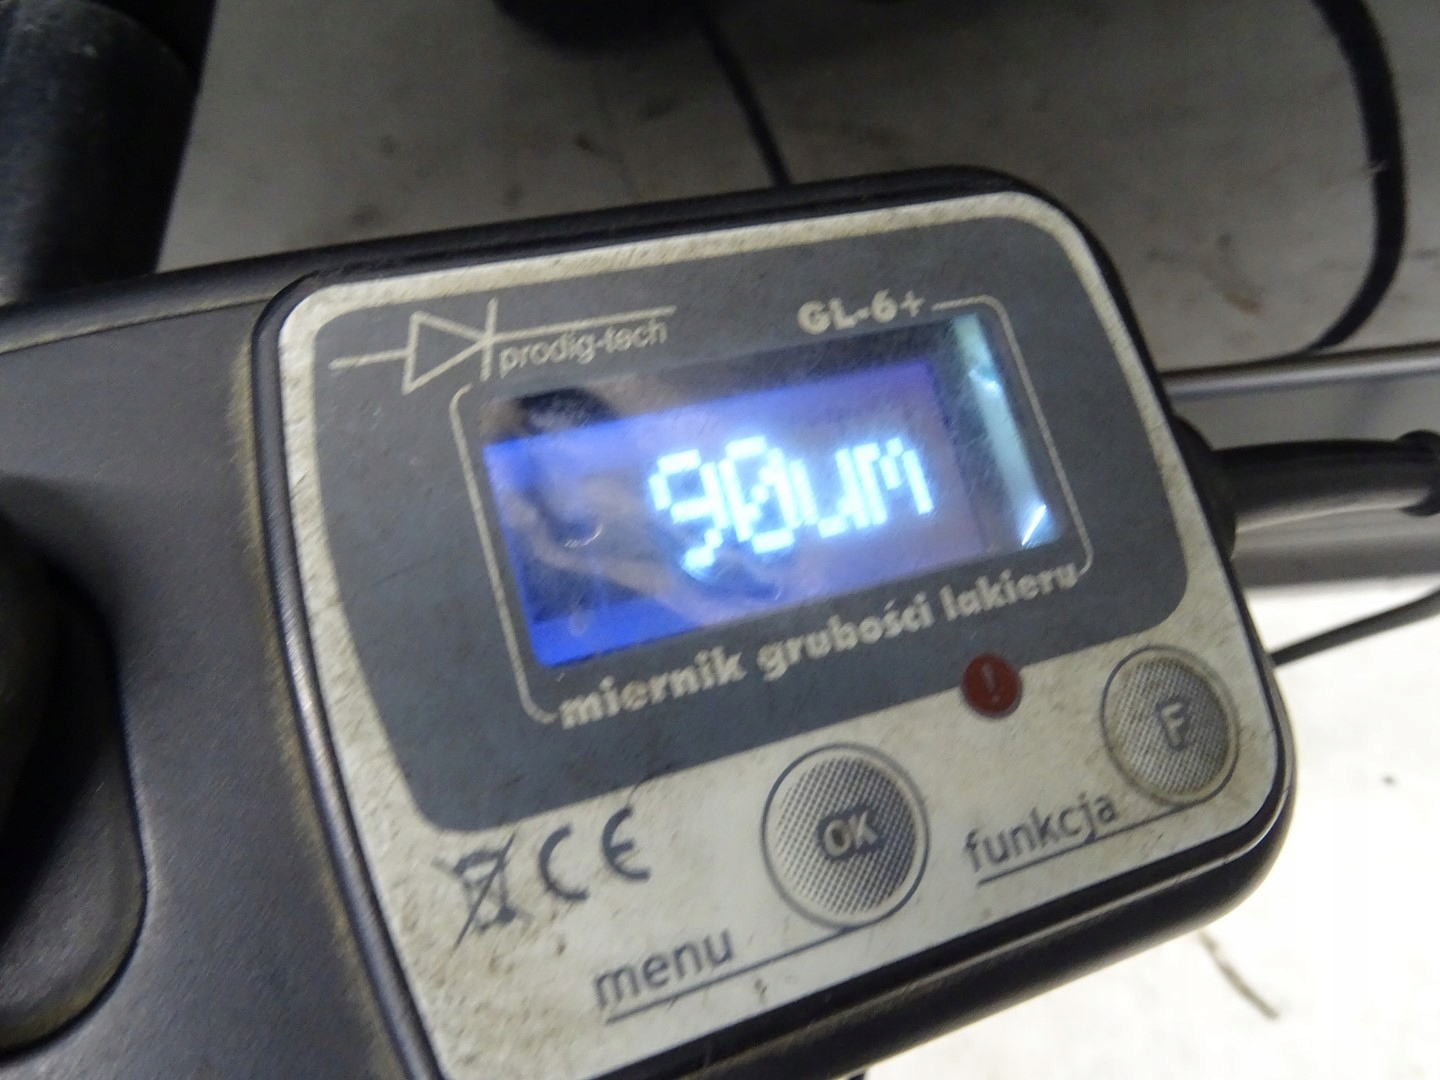 prodig-tech
GL-6+
90um
miernik grubości lakieru
!
F
OK
funkcja
CE
menu